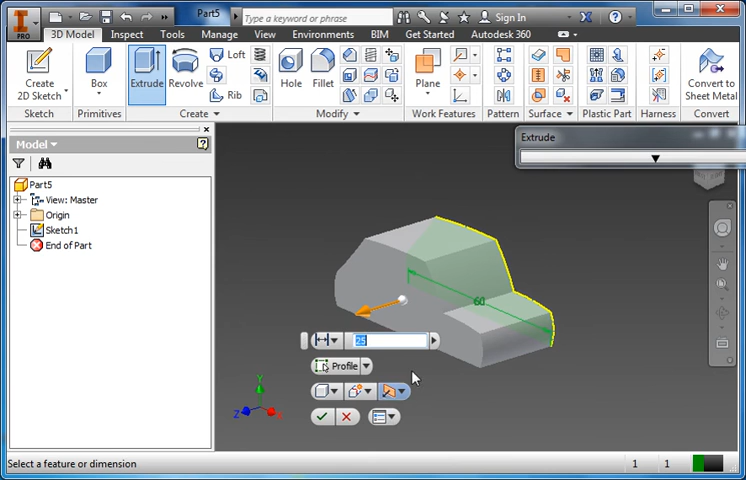 Part5
Type a keyword or phrase
Sign In
PRO
3D Model
Inspect
Tools
Manage
View
Environments
BIM
Get Started
Autodesk 360
Create
2D Sketch
Box
Extrude
Revolve
Loft
Rib
Hole
Fillet
Plane
Convert to
Sheet Metal
Sketch
Primitives
Create
Modify
Work Features
Pattern
Surface
Plastic Part
Harness
Convert
Model
Extrude
Part5
View: Master
Origin
Sketch1
End of Part
60
25
Profile
Y
Z
X
Select a feature or dimension
1
1